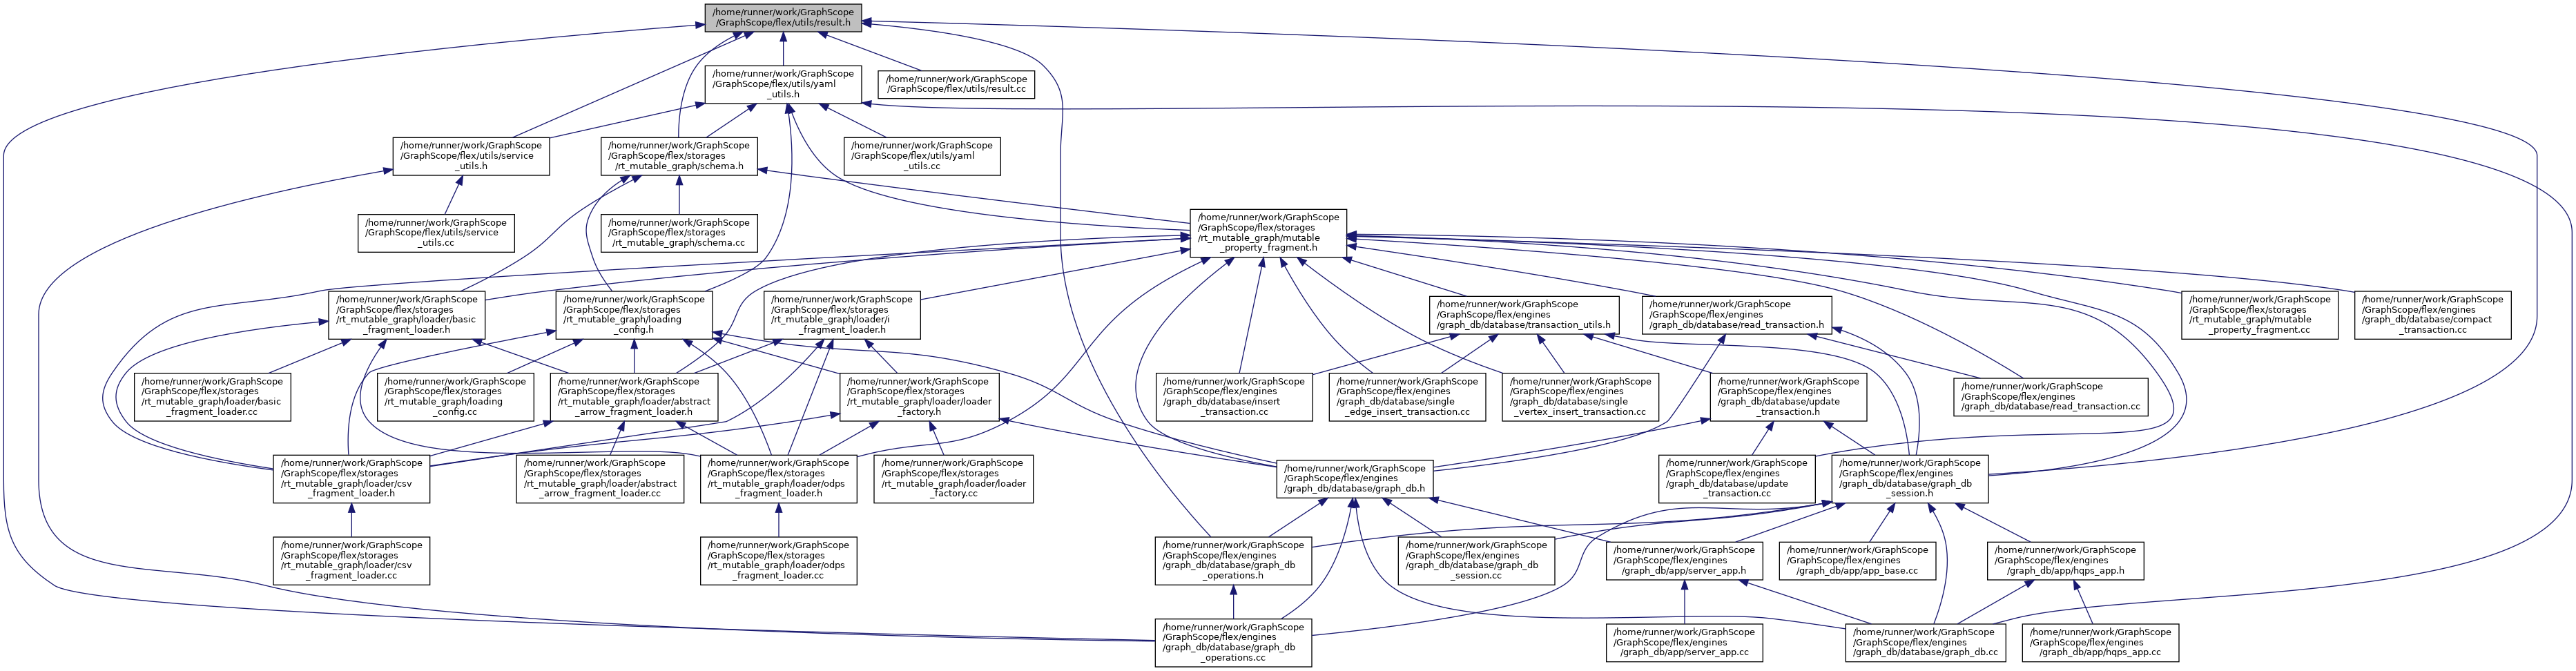 /home/runner/work/GraphScope
/GraphScope/flex/utils/result.h
/home/runner/work/GraphScope
/GraphScope/flex/utils/yaml
_utils.h
/home/runner/work/GraphScope
/GraphScope/flex/utils/result.cc
/home/runner/work/GraphScope
/GraphScope/flex/utils/service
_utils.h
/home/runner/work/GraphScope
/GraphScope/flex/storages
/rt_mutable_graph/schema.h
/home/runner/work/GraphScope
/GraphScope/flex/utils/yaml
_utils.cc
/home/runner/work/GraphScope
/GraphScope/flex/utils/service
_utils.cc
/home/runner/work/GraphScope
/GraphScope/flex/storages
/rt_mutable_graph/schema.cc
/home/runner/work/GraphScope
/GraphScope/flex/storages
/rt_mutable_graph/mutable
_property_fragment.h
/home/runner/work/GraphScope
/GraphScope/flex/storages
/rt_mutable_graph/loader/basic
_fragment_loader.h
/home/runner/work/GraphScope
/GraphScope/flex/storages
/rt_mutable_graph/loading
_config.h
/home/runner/work/GraphScope
/GraphScope/flex/storages
/rt_mutable_graph/loader/i
_fragment_loader.h
/home/runner/work/GraphScope
/GraphScope/flex/engines
/graph_db/database/transaction_utils.h
/home/runner/work/GraphScope
/GraphScope/flex/engines
/graph_db/database/read_transaction.h
/home/runner/work/GraphScope
/GraphScope/flex/storages
/rt_mutable_graph/mutable
_property_fragment.cc
/home/runner/work/GraphScope
/GraphScope/flex/engines
/graph_db/database/compact
_transaction.cc
/home/runner/work/GraphScope
/GraphScope/flex/storages
/rt_mutable_graph/loader/basic
_fragment_loader.cc
/home/runner/work/GraphScope
/GraphScope/flex/storages
/rt_mutable_graph/loading
_config.cc
/home/runner/work/GraphScope
/GraphScope/flex/storages
/rt_mutable_graph/loader/abstract
_arrow_fragment_loader.h
/home/runner/work/GraphScope
/GraphScope/flex/storages
/rt_mutable_graph/loader/loader
_factory.h
/home/runner/work/GraphScope
/GraphScope/flex/engines
/graph_db/database/insert
_transaction.cc
/home/runner/work/GraphScope
/GraphScope/flex/engines
/graph_db/database/single
_edge_insert_transaction.cc
/home/runner/work/GraphScope
/GraphScope/flex/engines
/graph_db/database/single
_vertex_insert_transaction.cc
/home/runner/work/GraphScope
/GraphScope/flex/engines
/graph_db/database/update
_transaction.h
/home/runner/work/GraphScope
/GraphScope/flex/engines
/graph_db/database/read_transaction.cc
/home/runner/work/GraphScope
/GraphScope/flex/storages
/rt_mutable_graph/loader/csv
_fragment_loader.h
/home/runner/work/GraphScope
/GraphScope/flex/storages
/rt_mutable_graph/loader/abstract
_arrow_fragment_loader.cc
/home/runner/work/GraphScope
/GraphScope/flex/storages
/rt_mutable_graph/loader/odps
_fragment_loader.h
/home/runner/work/GraphScope
/GraphScope/flex/storages
/rt_mutable_graph/loader/loader
_factory.cc
/home/runner/work/GraphScope
/GraphScope/flex/engines
/graph_db/database/graph_db.h
/home/runner/work/GraphScope
/GraphScope/flex/engines
/graph_db/database/update
_transaction.cc
/home/runner/work/GraphScope
/GraphScope/flex/engines
/graph_db/database/graph_db
_session.h
/home/runner/work/GraphScope
/GraphScope/flex/storages
/rt_mutable_graph/loader/csv
_fragment_loader.cc
/home/runner/work/GraphScope
/GraphScope/flex/storages
/rt_mutable_graph/loader/odps
_fragment_loader.cc
/home/runner/work/GraphScope
/GraphScope/flex/engines
/graph_db/database/graph_db
_operations.h
/home/runner/work/GraphScope
/GraphScope/flex/engines
/graph_db/database/graph_db
_session.cc
/home/runner/work/GraphScope
/GraphScope/flex/engines
/graph_db/app/server_app.h
/home/runner/work/GraphScope
/GraphScope/flex/engines
/graph_db/app/app_base.cc
/home/runner/work/GraphScope
/GraphScope/flex/engines
/graph_db/app/hqps_app.h
/home/runner/work/GraphScope
/GraphScope/flex/engines
/graph_db/database/graph_db
_operations.cc
/home/runner/work/GraphScope
/GraphScope/flex/engines
/graph_db/app/server_app.cc
/home/runner/work/GraphScope
/GraphScope/flex/engines
/graph_db/database/graph_db.cc
/home/runner/work/GraphScope
/GraphScope/flex/engines
/graph_db/app/hqps_app.cc